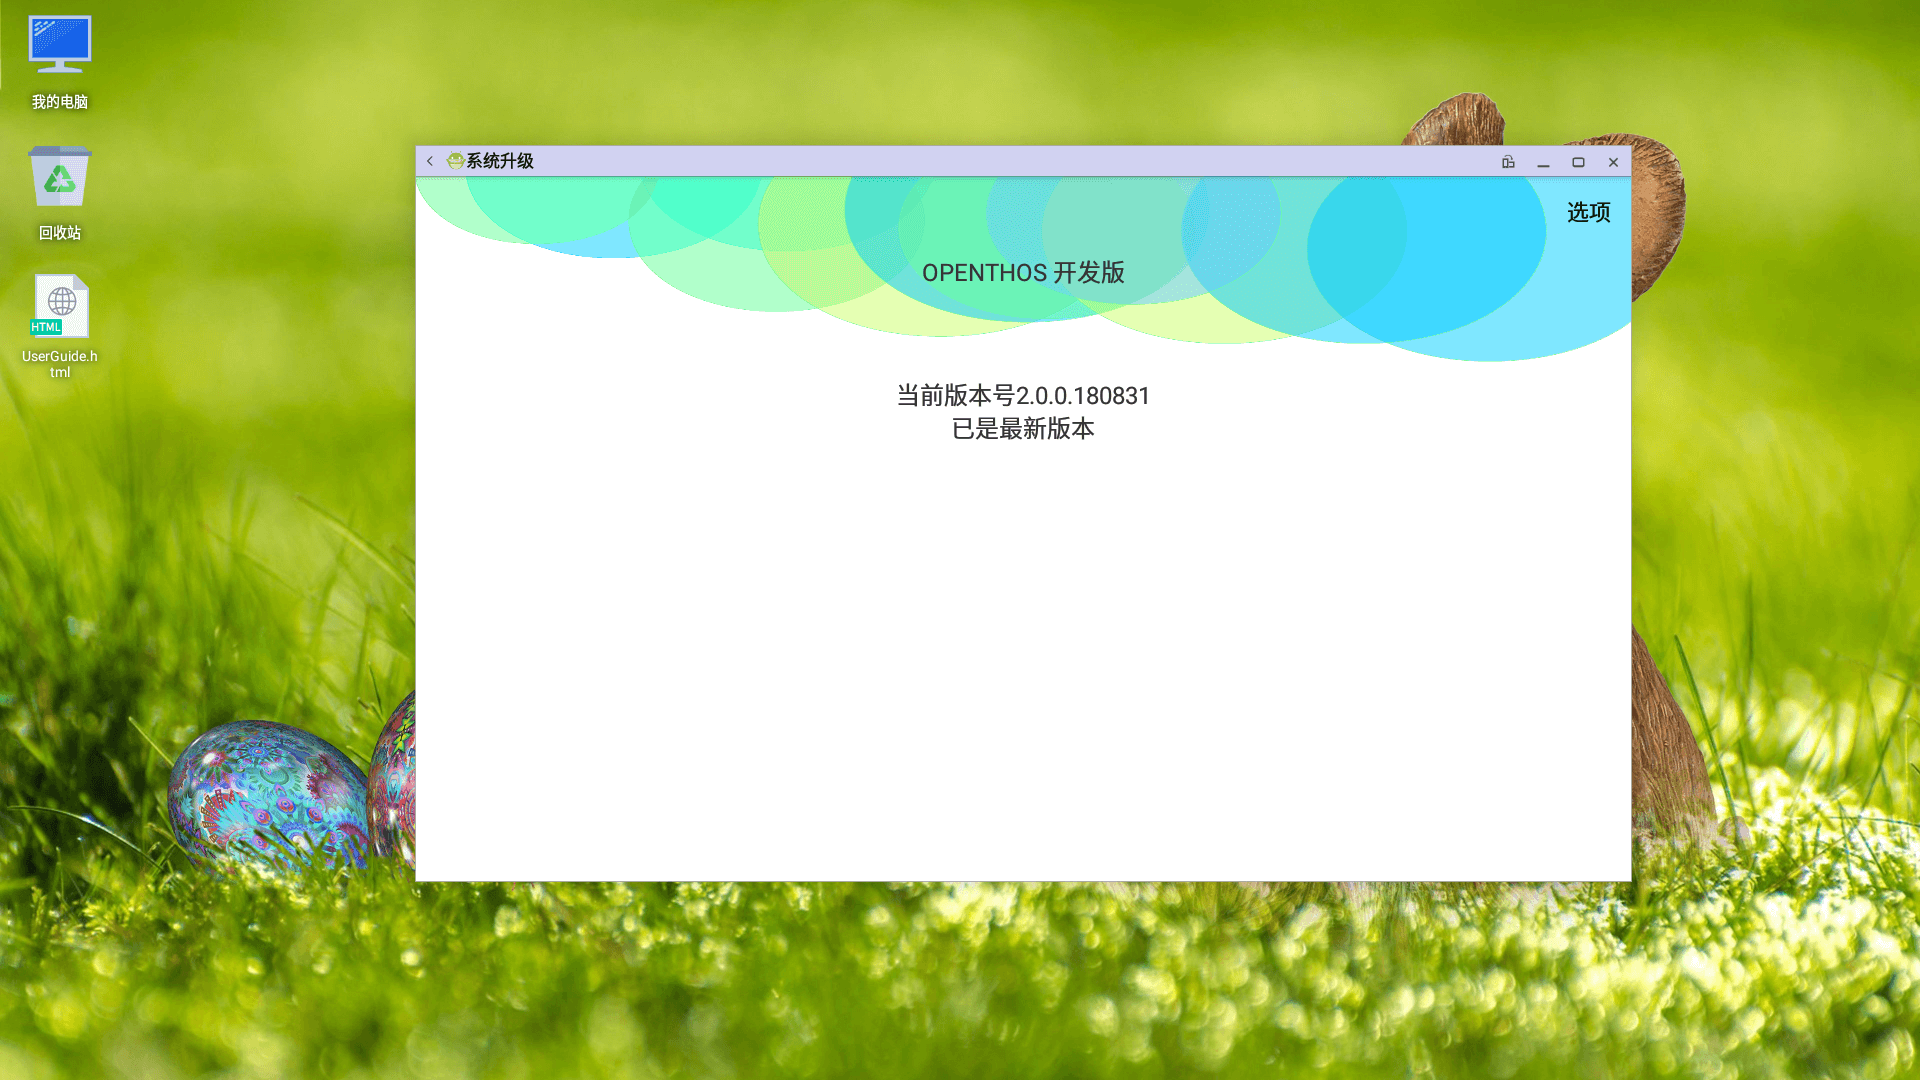 我的电脑
回收站
HTML
UserGuide.h
tml
系统升级
选项
OPENTHOS 开发版
当前版本号2.0.0.180831
已是最新版本